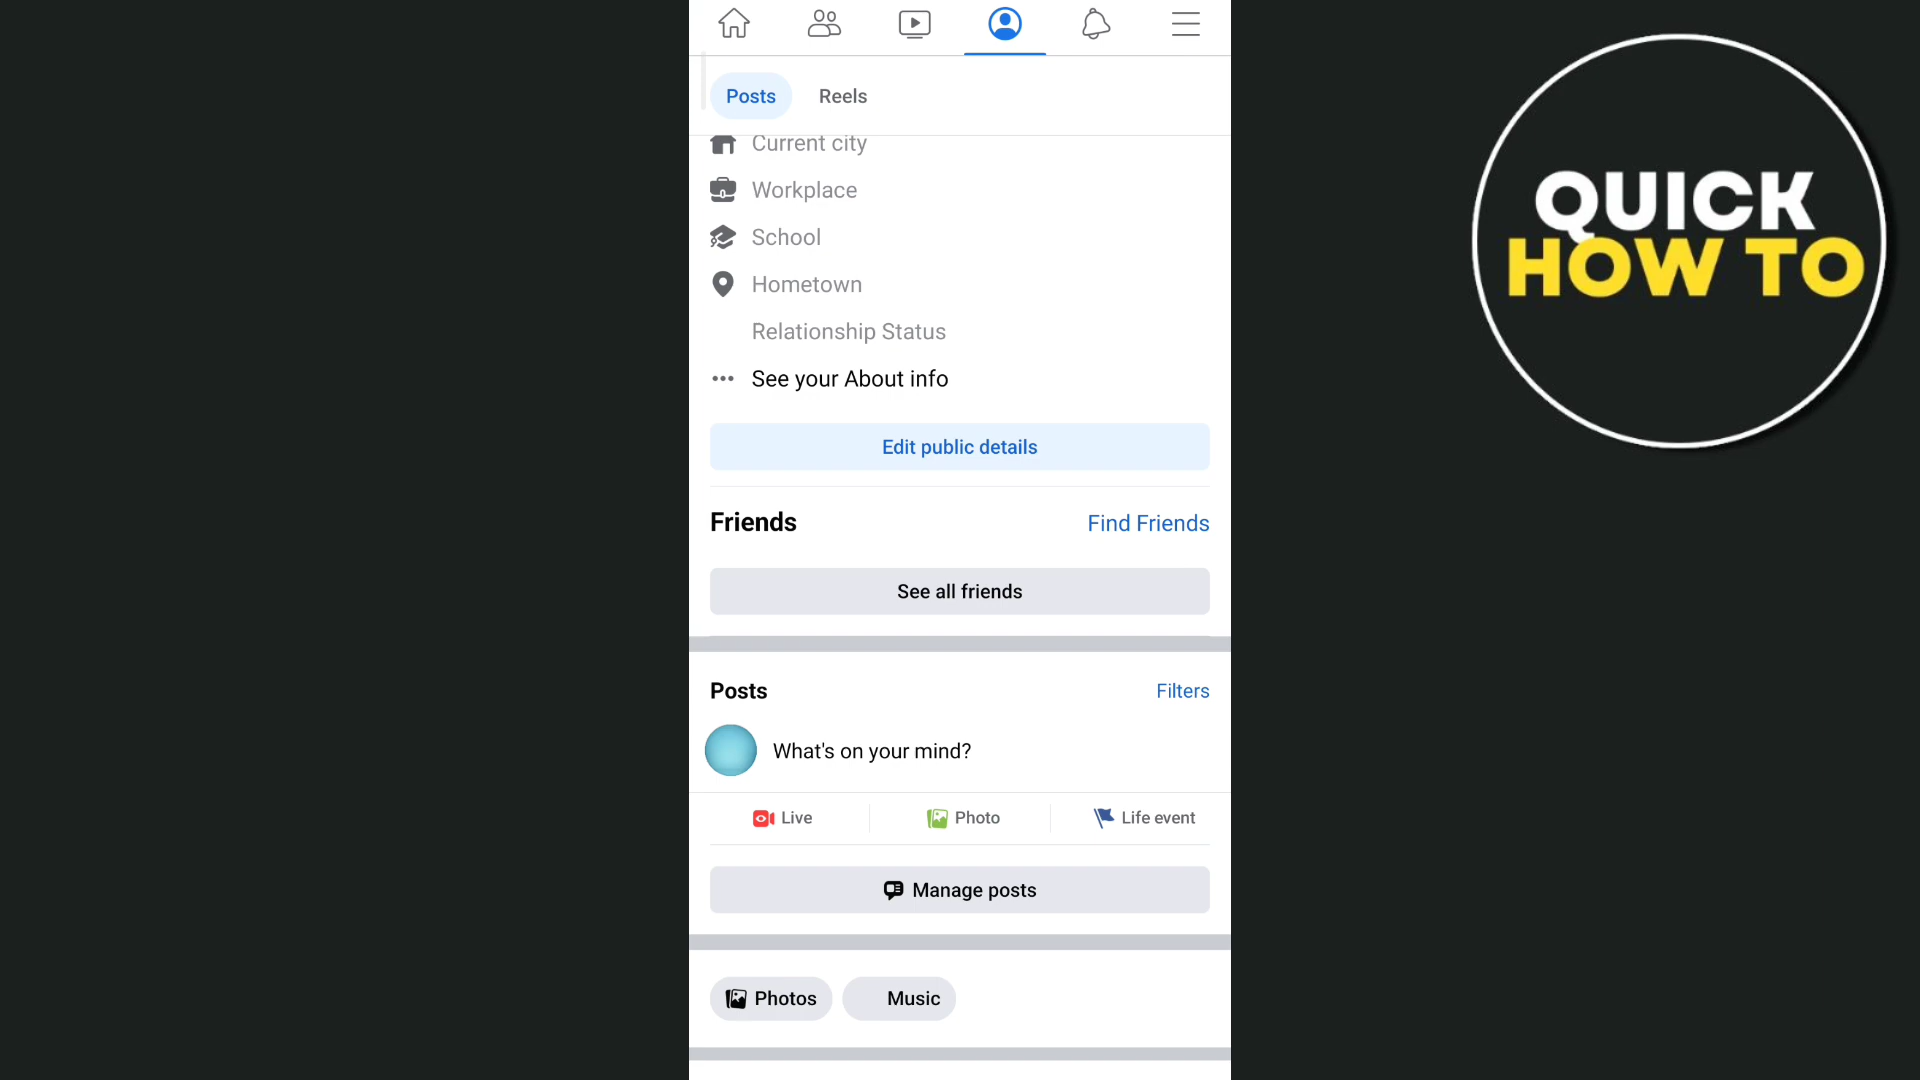 Posts
Reels
Current city
Workplace
School
Hometown
Relationship Status
See your About info
Edit public details
Friends
Find Friends
See all friends
Posts
Filters
What's on your mind?
Live
Photo
Life event
Manage posts
Photos
Music
QUICK
HOW TO